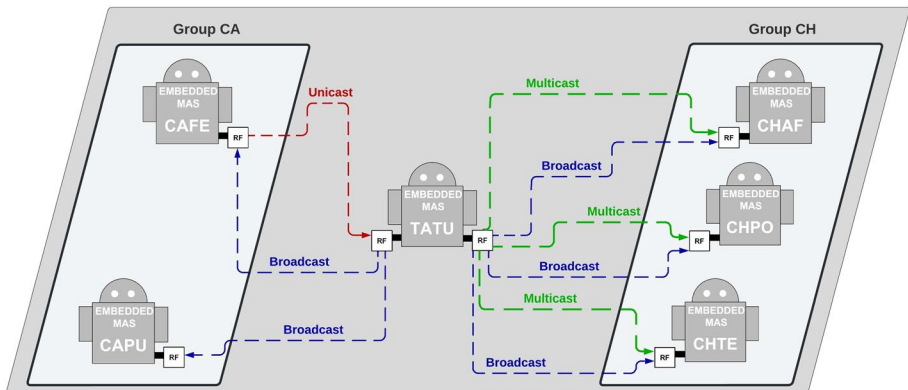 Group CA
Group CH
EMBEDDED
MAS
CAFE
RF
Unicast
Multicast
EMBEDDED
MAS
CHAF
RF
Broadcast
EMBEDDED
MAS
TATU
RF
RF
Multicast
EMBEDDED
MAS
CHPO
RF
Broadcast
Broadcast
EMBEDDED
MAS
CAPU
RF
Broadcast
Multicast
EMBEDDED
MAS
CHTE
RF
Broadcast